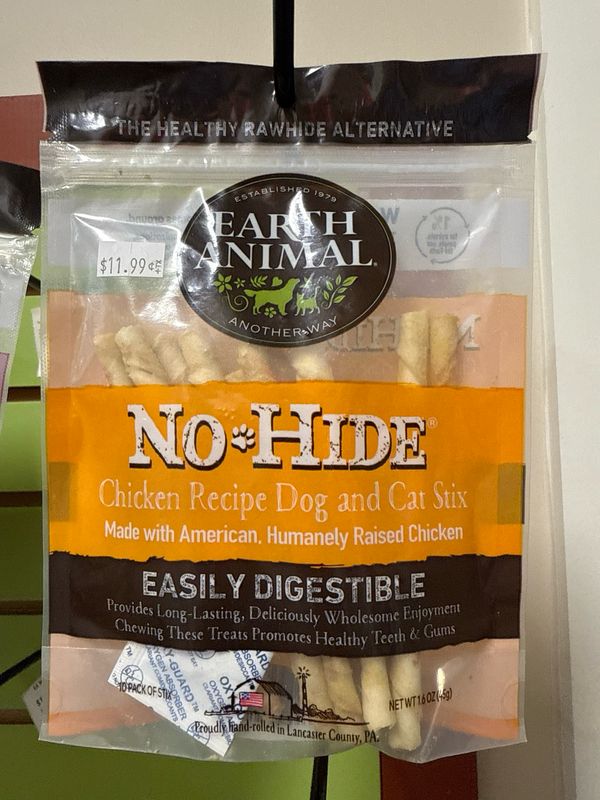 THE HEALTHY RAWHIDE ALTERNATIVE
ESTABLISHED 1979
EARTH
ANIMAL
ANOTHER WAY
$11.99
NO HIDE®
Chicken Recipe Dog and Cat Stix
Made with American, Humanely Raised Chicken
EASILY DIGESTIBLE
Provides Long-Lasting, Deliciously Wholesome Enjoyment
Chewing These Treats Promotes Healthy Teeth & Gums
10 PACK OF STIX
NET WT 1.6 OZ (45g)
Proudly hand-rolled in Lancaster County, PA.